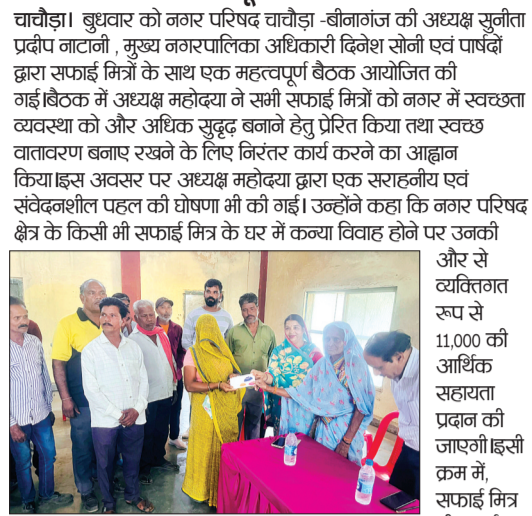 चाचौड़ा। बुधवार को नगर परिषद चाचौड़ा -बीनागंज की अध्यक्ष सुनीता
प्रदीप नाटानी , मुख्य नगरपालिका अधिकारी दिनेश सोनी एवं पार्षदों
द्वारा सफाई मित्रों के साथ एक महत्वपूर्ण बैठक आयोजित की
गई।बैठक में अध्यक्ष महोदया ने सभी सफाई मित्रों को नगर में स्वच्छता
व्यवस्था को और अधिक सुदृढ़ बनाने हेतु प्रेरित किया तथा स्वच्छ
वातावरण बनाए रखने के लिए निरंतर कार्य करने का आह्वान
किया।इस अवसर पर अध्यक्ष महोदया द्वारा एक सराहनीय एवं
संवेदनशील पहल की घोषणा भी की गई। उन्होंने कहा कि नगर परिषद
क्षेत्र के किसी भी सफाई मित्र के घर में कन्या विवाह होने पर उनकी
और से
व्यक्तिगत
रूप से
11,000 की
आर्थिक
सहायता
प्रदान की
जाएगी।इसी
क्रम में,
सफाई मित्र